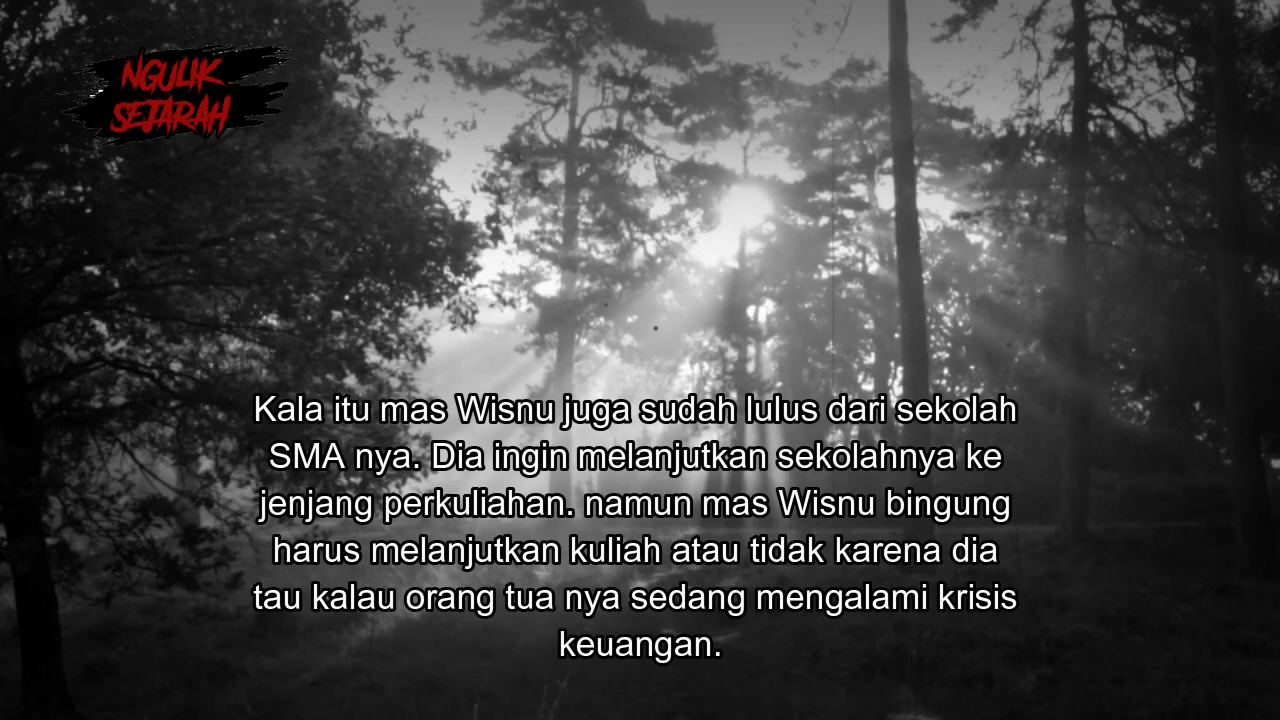 NGULIK
SEJARAH
Kala itu mas Wisnu juga sudah lulus dari sekolah
SMA nya. Dia ingin melanjutkan sekolahnya ke
jenjang perkuliahan. namun mas Wisnu bingung
harus melanjutkan kuliah atau tidak karena dia
tau kalau orang tua nya sedang mengalami krisis
keuangan.